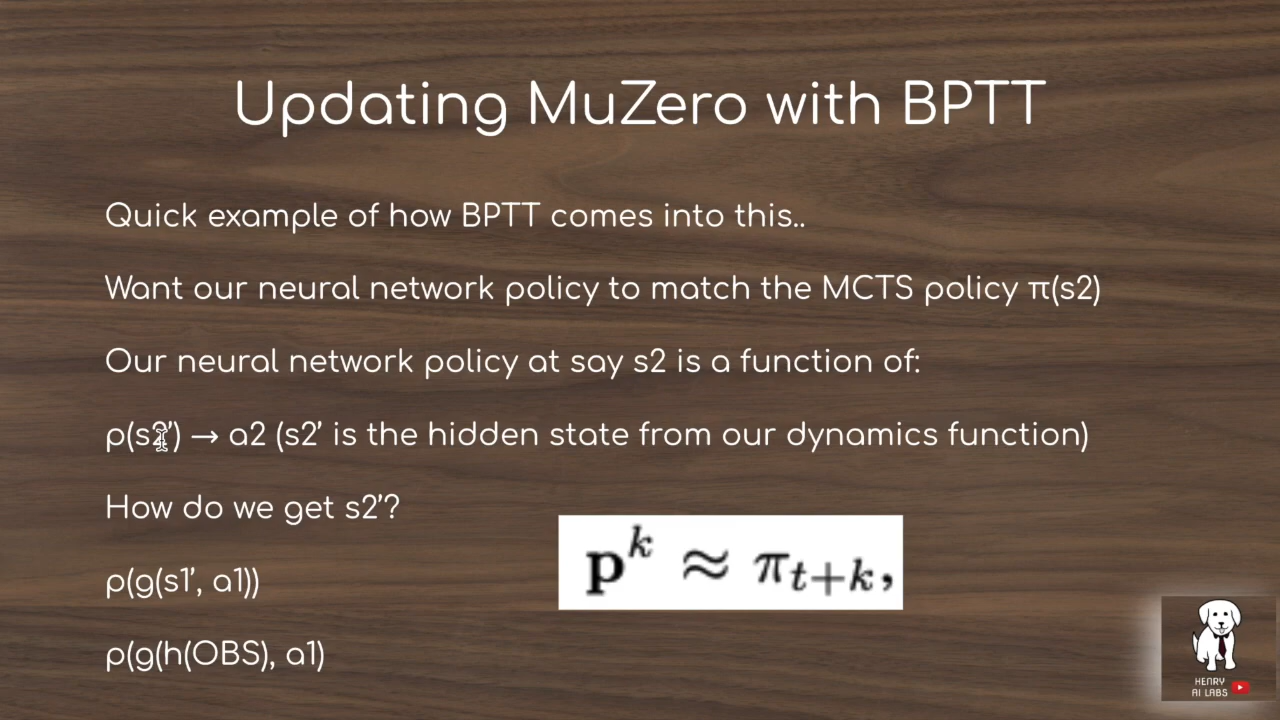 Updating MuZero with BPTT
Quick example of how BPTT comes into this..
Want our neural network policy to match the MCTS policy π(s2)
Our neural network policy at say s2 is a function of:
ρ(s2’) → a2 (s2’ is the hidden state from our dynamics function)
How do we get s2’?
ρ(g(s1’, a1))
ρ(g(h(OBS), a1)
p^k ≈ π_{t+k},
HENRY
AI LABS